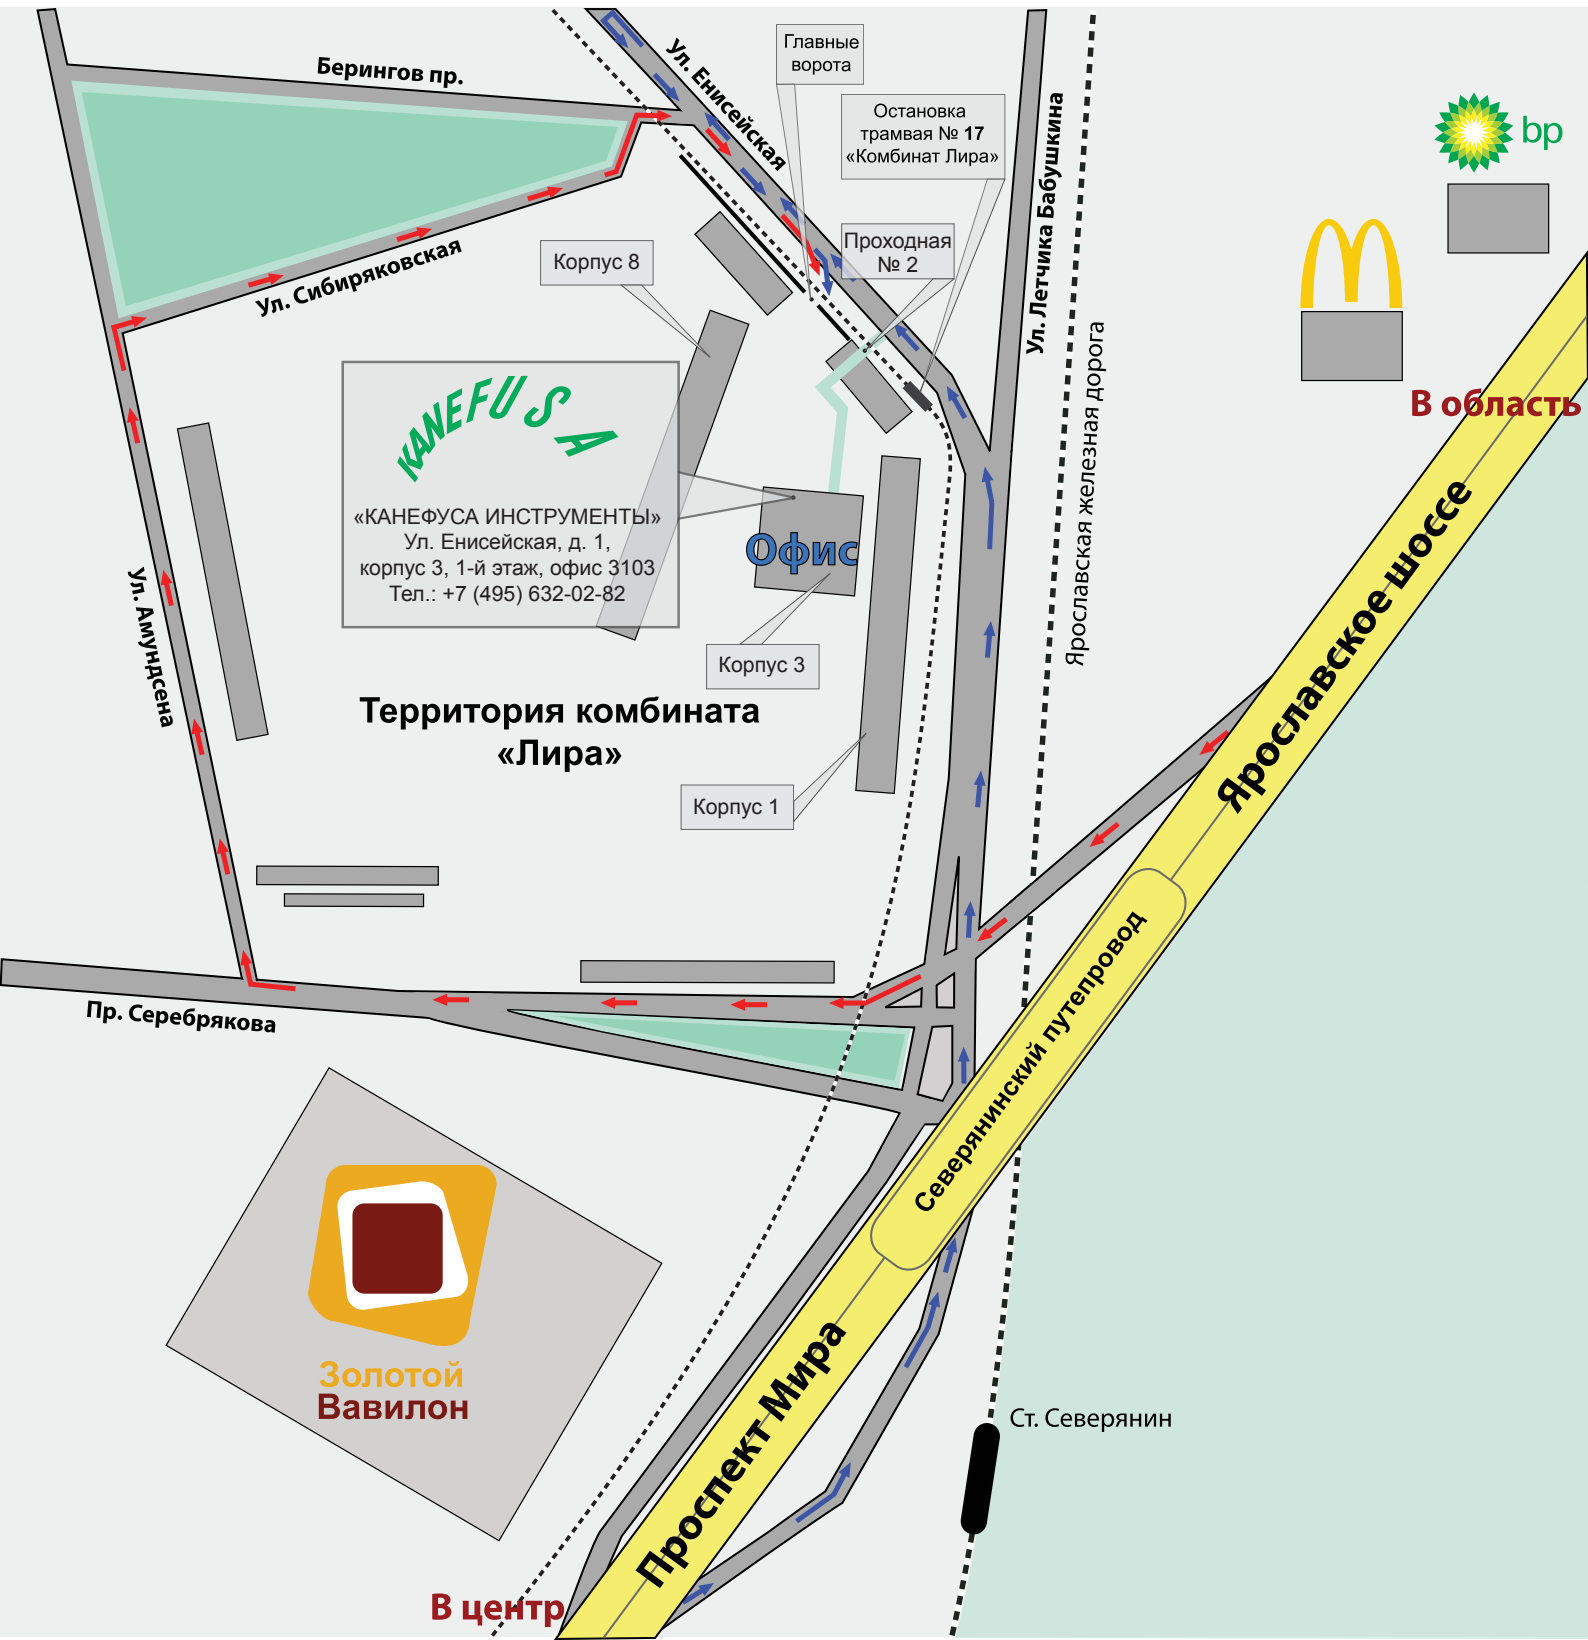 Берингов пр.
Ул. Енисейская
Главные
ворота
Остановка
трамвая № 17
«Комбинат Лира»
Ул. Летчика Бабушкина
bp
Ул. Сибиряковская
Корпус 8
Проходная
№ 2
Ярославская железная дорога
В область
KANEFUSA
«КАНЕФУСА ИНСТРУМЕНТЫ»
Ул. Енисейская, д. 1,
корпус 3, 1-й этаж, офис 3103
Тел.: +7 (495) 632-02-82
Офис
Ул. Амундсена
Корпус 3
Территория комбината
«Лира»
Корпус 1
Ярославское шоссе
Пр. Серебрякова
Северянинский путепровод
Золотой
Вавилон
Проспект Мира
Ст. Северянин
В центр